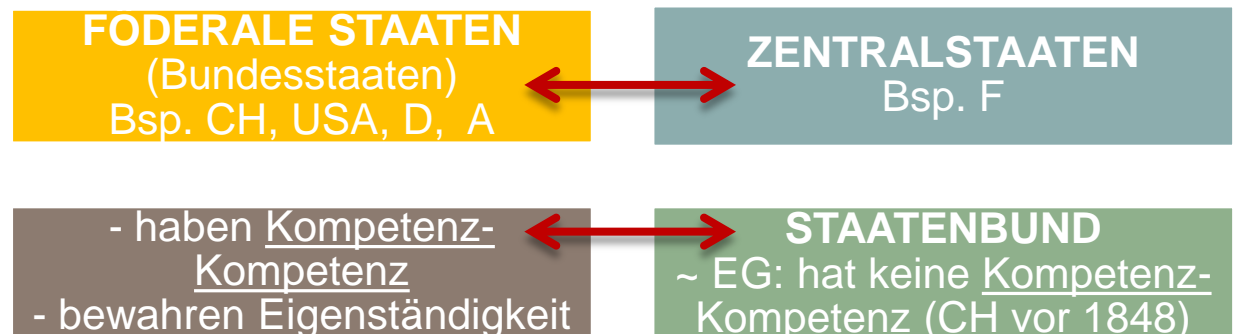 FODERALE STAATEN
(Bundesstaaten)
Bsp. CH, USA, D, A
ZENTRALSTAATEN
Bsp. F
- haben Kompetenz-
Kompetenz
- bewahren Eigenständigkeit
STAATENBUND
~ EG: hat keine Kompetenz-
Kompetenz (CH vor 1848)